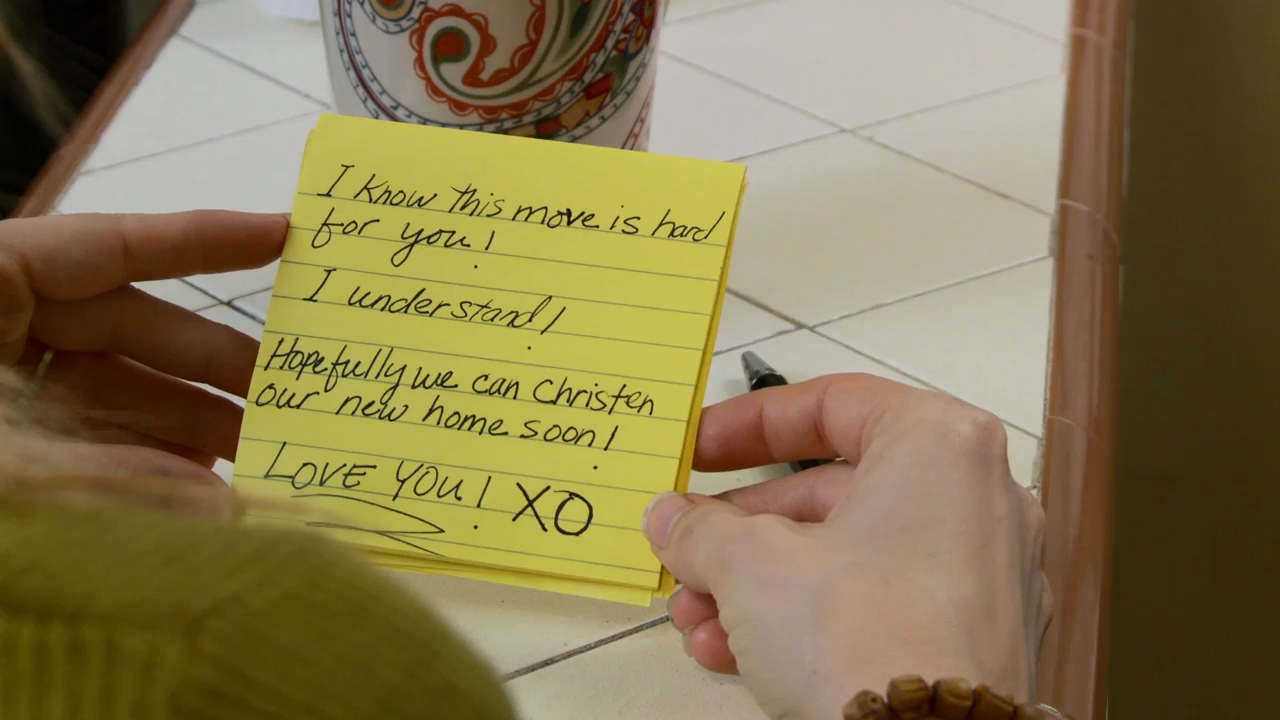 I know this move is hard
for you!
I understand!
Hopefully we can Christen
our new home soon!
LOVE YOU! XO